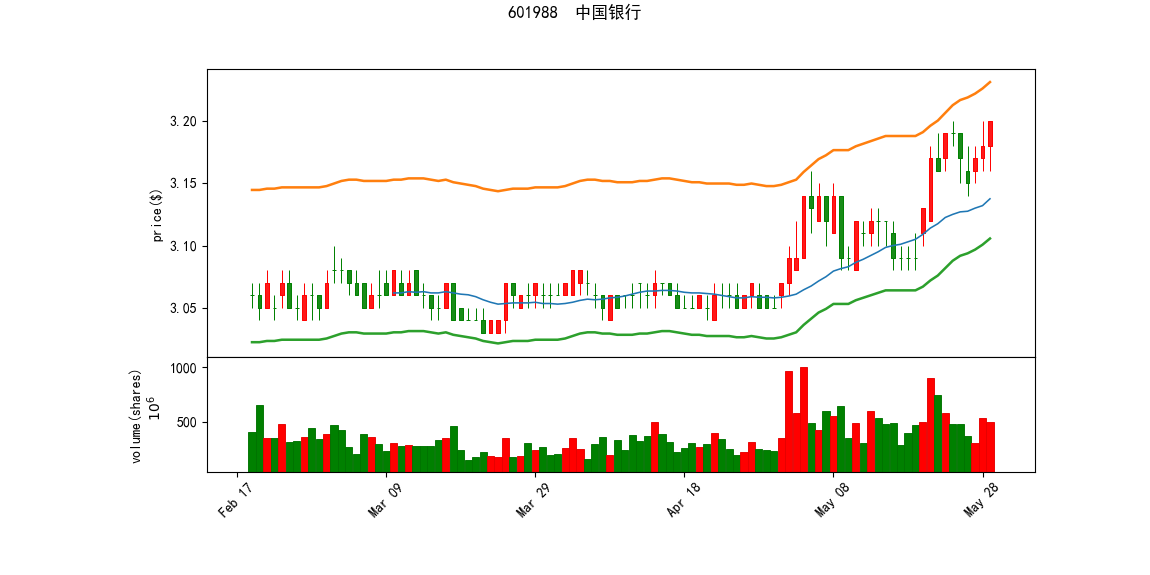 601988 中国银行
price($)
3.20
3.15
3.10
3.05
volume(shares)
10^6
1000
500
Feb 17
Mar 09
Mar 29
Apr 18
May 08
May 28